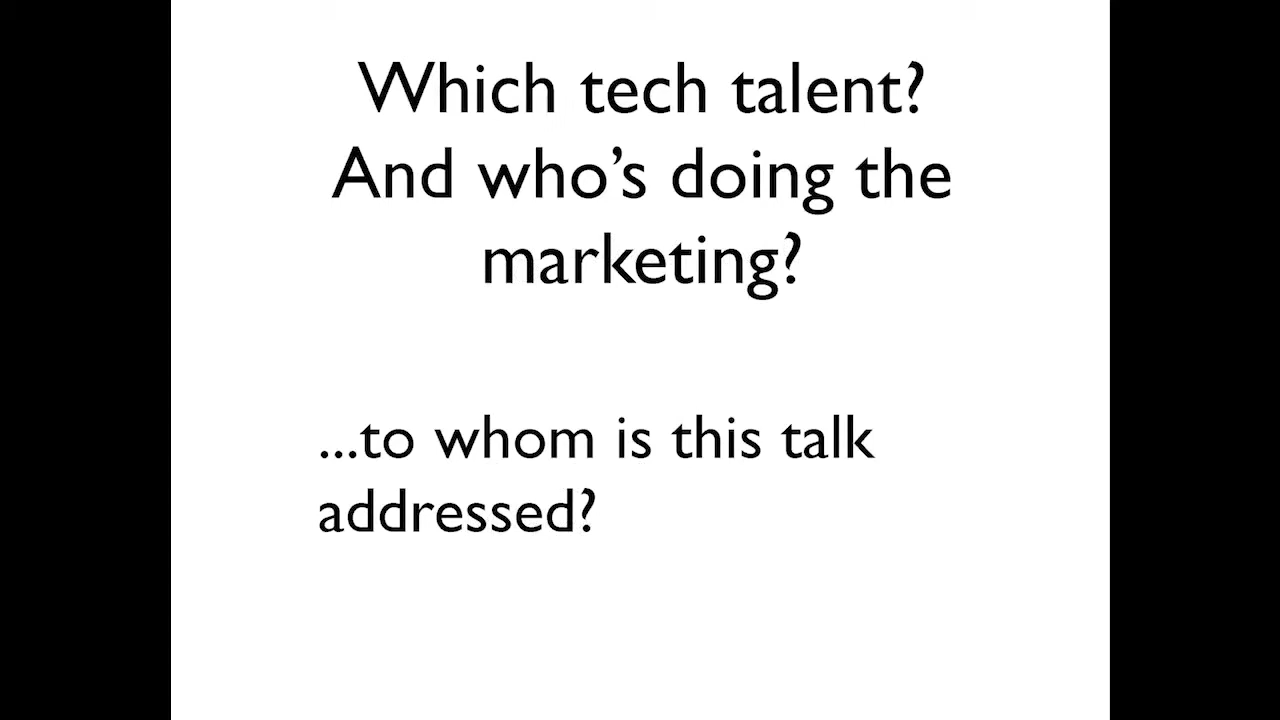 Which tech talent?
And who’s doing the
marketing?
...to whom is this talk
addressed?